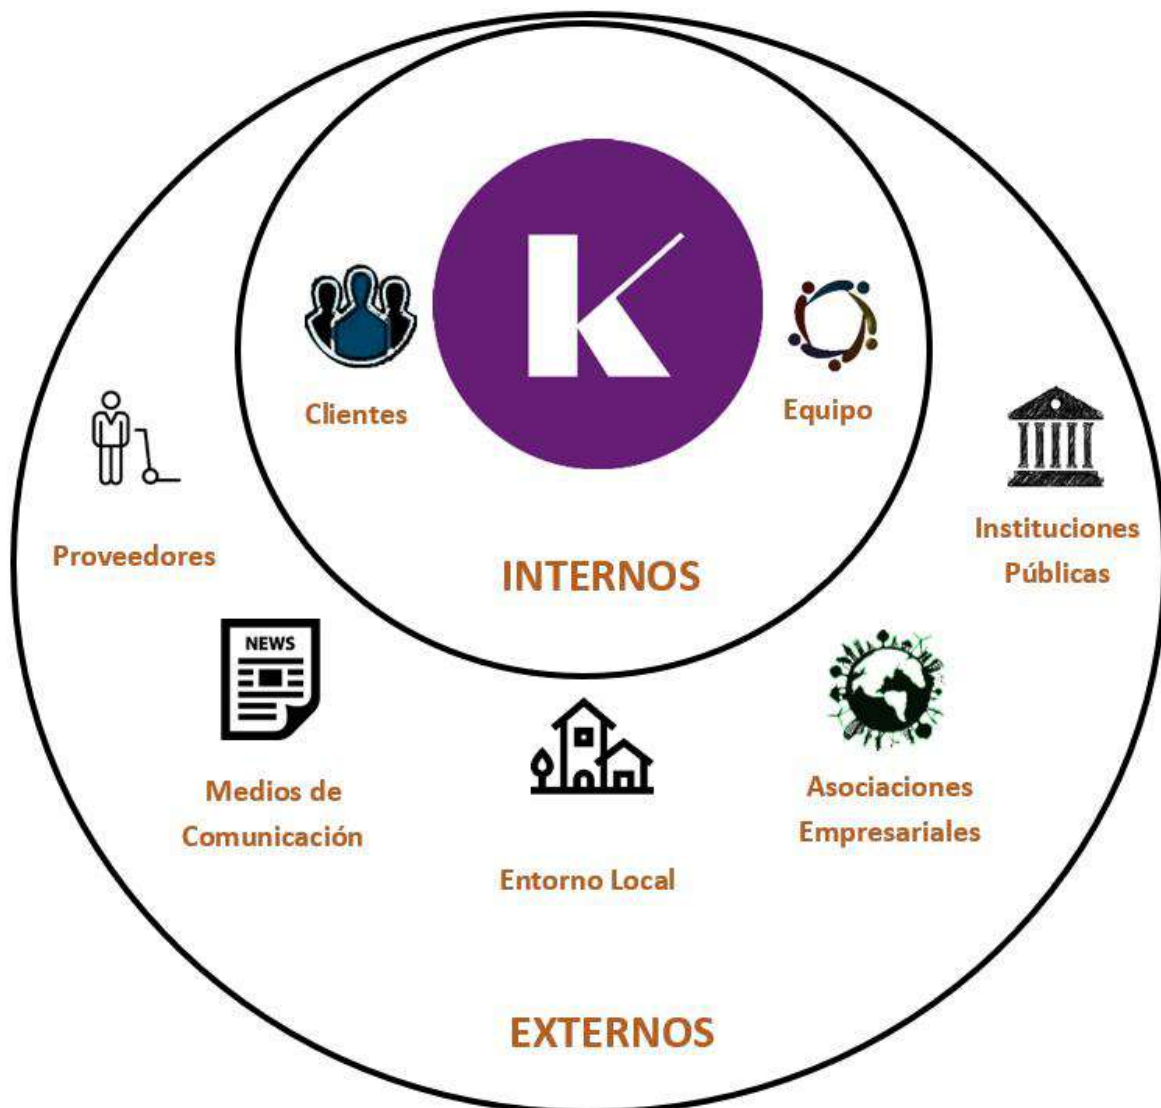 K
Clientes
Equipo
Proveedores
Instituciones
Públicas
INTERNOS
NEWS
Medios de
Comunicación
Asociaciones
Empresariales
Entorno Local
EXTERNOS